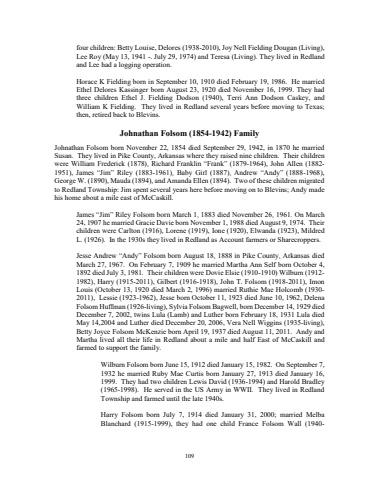 four children: Betty Louise, Delores (1938-2010), Joy Nell Fielding Dougan (Living),
Lee Roy (May 13, 1941 -. July 29, 1974) and Teresa (Living). They lived in Redland
and Lee had a logging operation.
Horace K Fielding born in September 10, 1910 died February 19, 1986. He married
Ethel Delores Kassinger born August 23, 1920 died November 16, 1999. They had
three children Ethel J. Fielding Dodson (1940), Terri Ann Dodson Caskey, and
William K Fielding. They lived in Redland several years before moving to Texas;
then, retired back to Blevins.
Johnathan Folsom (1854-1942) Family
Johnathan Folsom born November 22, 1854 died September 29, 1942, in 1870 he married
Susan. They lived in Pike County, Arkansas where they raised nine children. Their children
were William Frederick (1878), Richard Franklin "Frank" (1879-1964), John Allen (1882-
1951), James "Jim" Riley (1883-1961), Baby Girl (1887), Andrew "Andy" (1888-1968),
George W. (1890), Mauda (1894), and Amanda Ellen (1894). Two of these children migrated
to Redland Township: Jim spent several years here before moving on to Blevins; Andy made
his home about a mile east of McCaskill.
James "Jim" Riley Folsom born March 1, 1883 died November 26, 1961. On March
24, 1907 he married Gracie Davie born November 1, 1988 died August 9, 1974. Their
children were Carlton (1916), Lorene (1919), Ione (1920), Elwanda (1923), Mildred
L. (1926). In the 1930s they lived in Redland as Account farmers or Sharecroppers.
Jesse Andrew "Andy" Folsom born August 18, 1888 in Pike County, Arkansas died
March 27, 1967. On February 7, 1909 he married Martha Ann Self born October 4,
1892 died July 3, 1981. Their children were Dovie Elsie (1910-1910) Wilburn (1912-
1982), Harry (1915-2011), Gilbert (1916-1918), John T. Folsom (1918-2011), Imon
Louis (October 13, 1920 died March 2, 1996) married Ruthie Mae Holcomb (1930-
2011), Lessie (1923-1962), Jesse born October 11, 1923 died June 10, 1962, Delena
Folsom Huffman (1926-living), Sylvia Folsom Bagwell, born December 14, 1929 died
December 7, 2002, twins Lula (Lamb) and Luther born February 18, 1931 Lula died
May 14,2004 and Luther died December 20, 2006, Vera Nell Wiggins (1935-living),
Betty Joyce Folsom McKenzie born April 19, 1937 died August 11, 2011. Andy and
Martha lived all their life in Redland about a mile and half East of McCaskill and
farmed to support the family.
Wilburn Folsom born June 15, 1912 died January 15, 1982. On September 7,
1932 he married Ruby Mae Curtis born January 27, 1913 died January 16,
1999. They had two children Lewis David (1936-1994) and Harold Bradley
(1965-1998). He served in the US Army in WWII. They lived in Redland
Township and farmed until the late 1940s.
Harry Folsom born July 7, 1914 died January 31, 2000; married Melba
Blanchard (1915-1999), they had one child France Folsom Wall (1940-
109